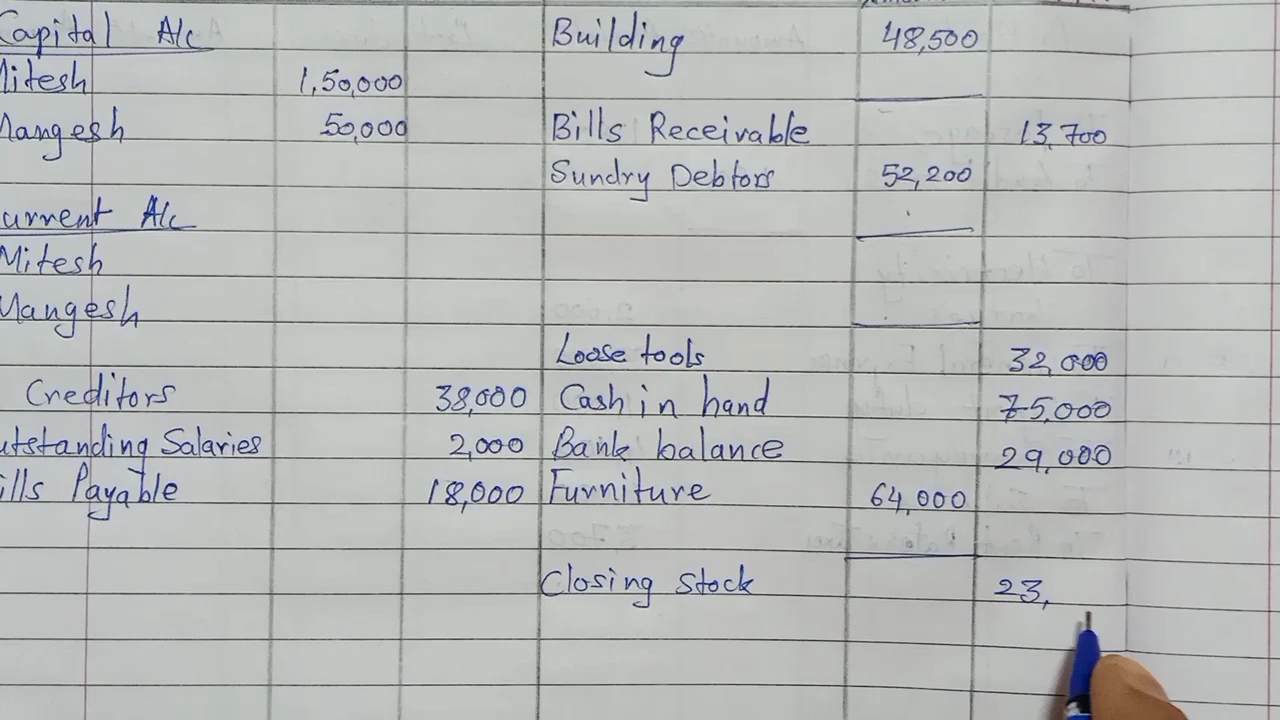 Capital A/c Building 48,500
Mitesh 1,50,000
Mangesh 50,000 Bills Receivable 13,700
Sundry Debtors 52,200
Current A/c
Mitesh
Mangesh
Loose tools 32,000
Creditors 38,000 Cash in hand 75,000
Outstanding Salaries 2,000 Bank balance 29,000
Bills Payable 18,000 Furniture 64,000
Closing Stock 23,